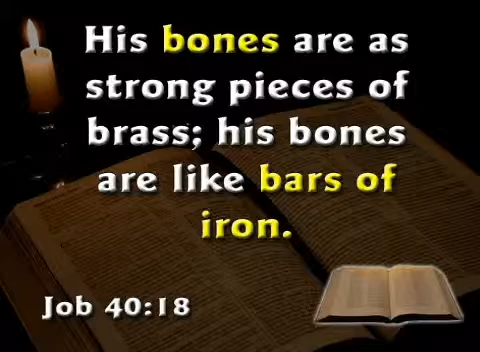 His bones are as
strong pieces of
brass; his bones
are like bars of
iron.
Job 40:18